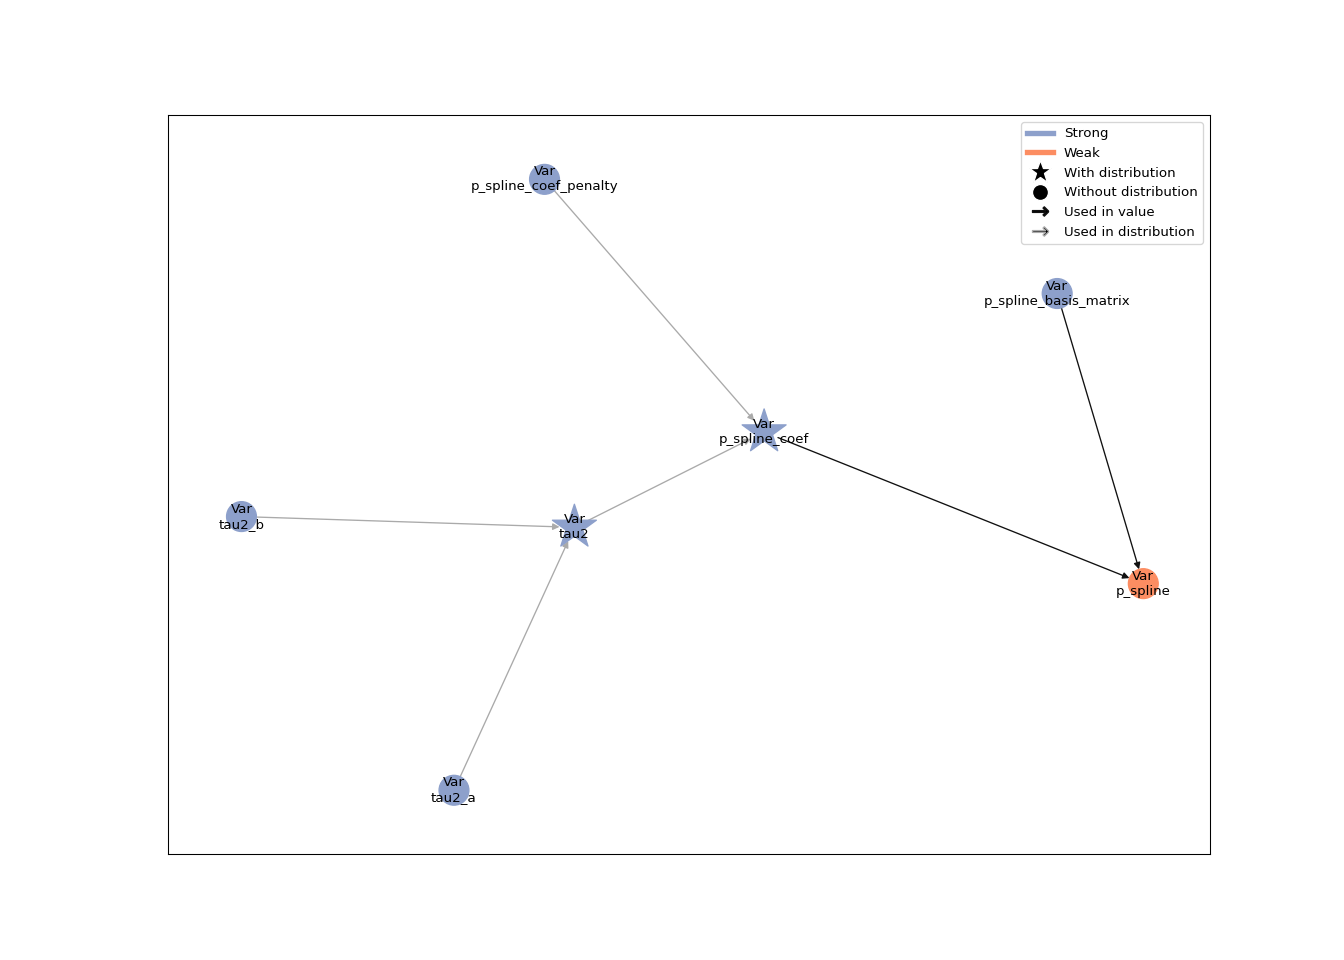 Strong
Weak
With distribution
Without distribution
Used in value
Used in distribution
Var
p_spline_coef_penalty
Var
p_spline_basis_matrix
Var
p_spline_coef
Var
tau2_b
Var
tau2
Var
p_spline
Var
tau2_a